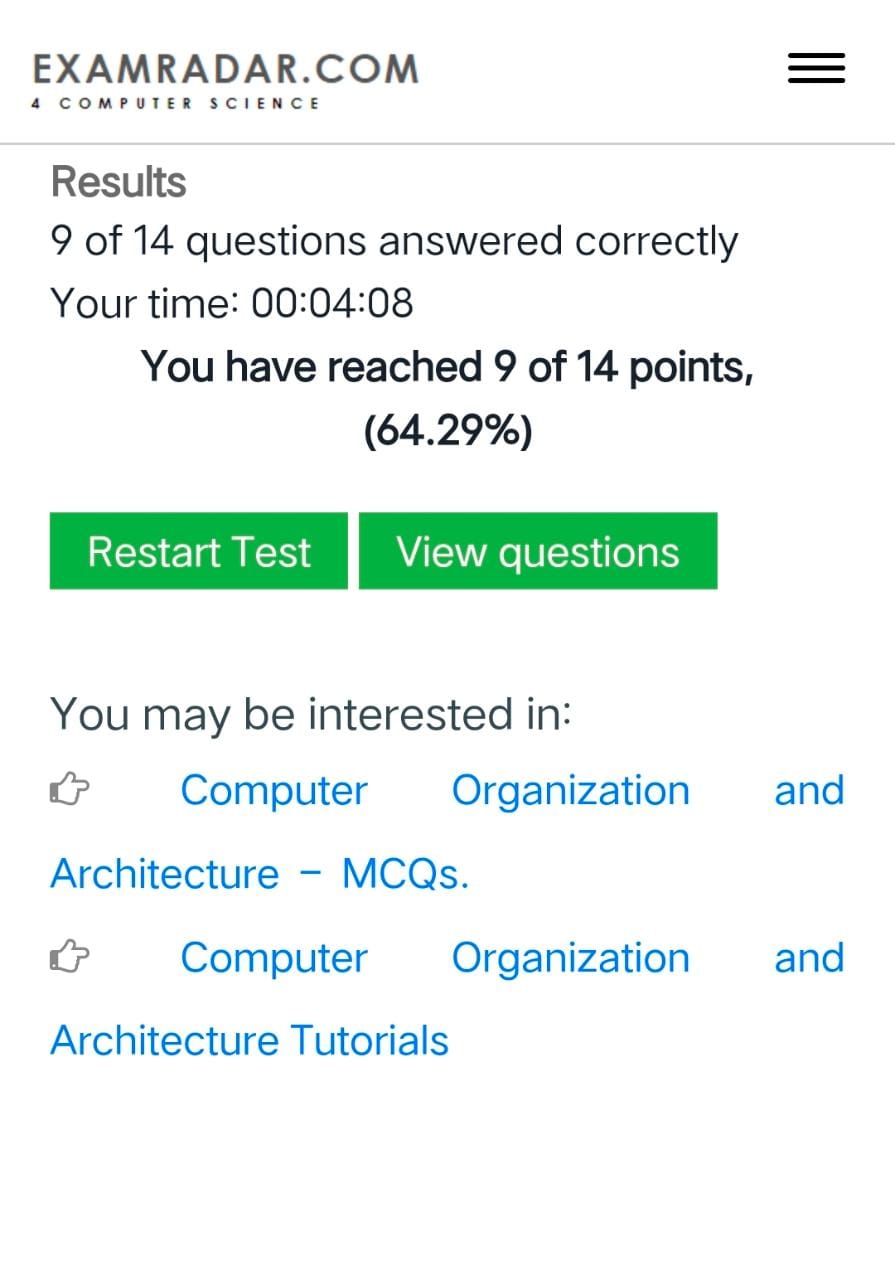 EXAMRADAR.COM
4 COMPUTER SCIENCE
Results
9 of 14 questions answered correctly
Your time: 00:04:08
You have reached 9 of 14 points,
(64.29%)
Restart Test View questions
You may be interested in:
Computer Organization and
Architecture – MCQs.
Computer Organization and
Architecture Tutorials